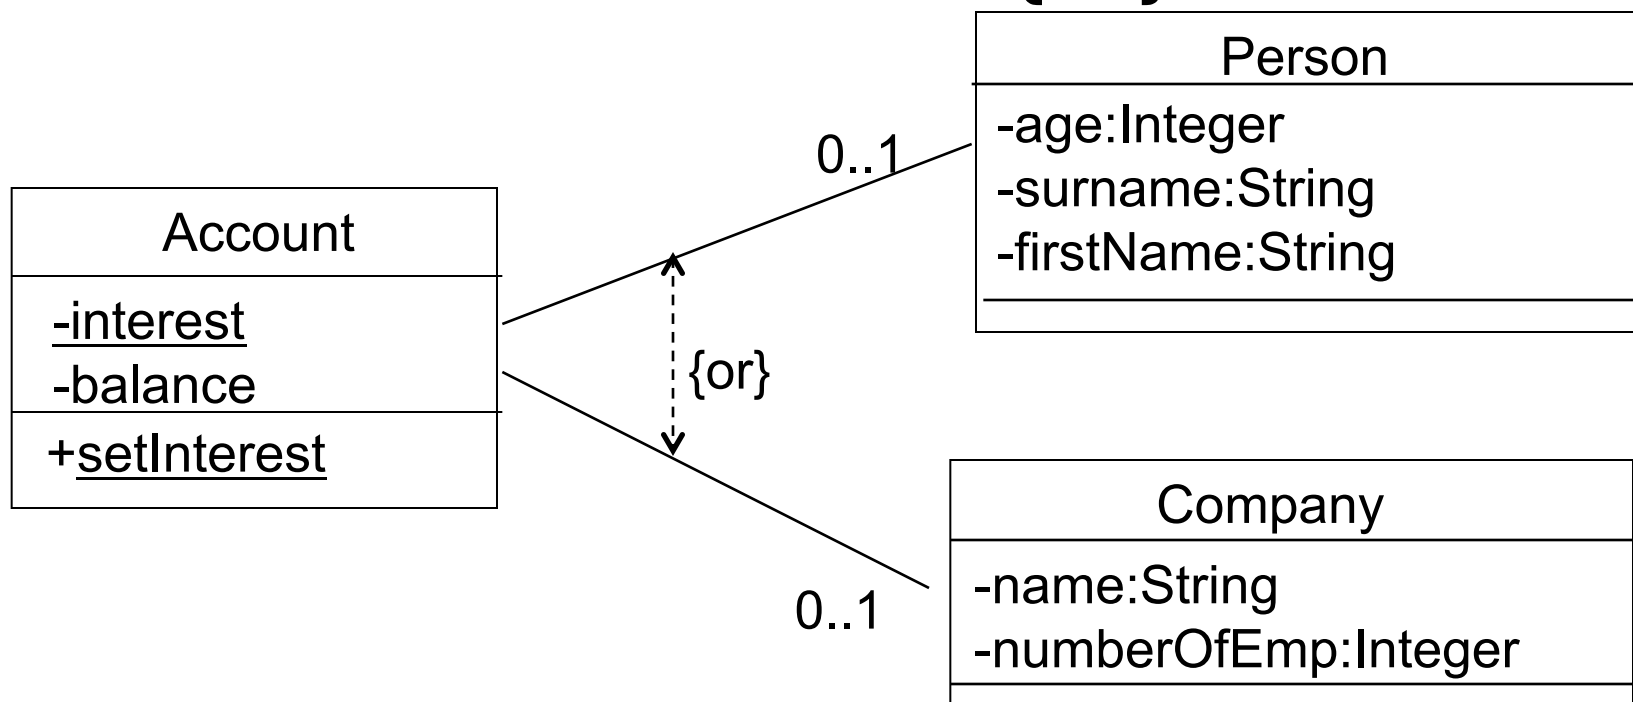 Person
-age:Integer
-surname:String
-firstName:String
0..1
Account
-interest
-balance
+setInterest
{or}
0..1
Company
-name:String
-numberOfEmp:Integer